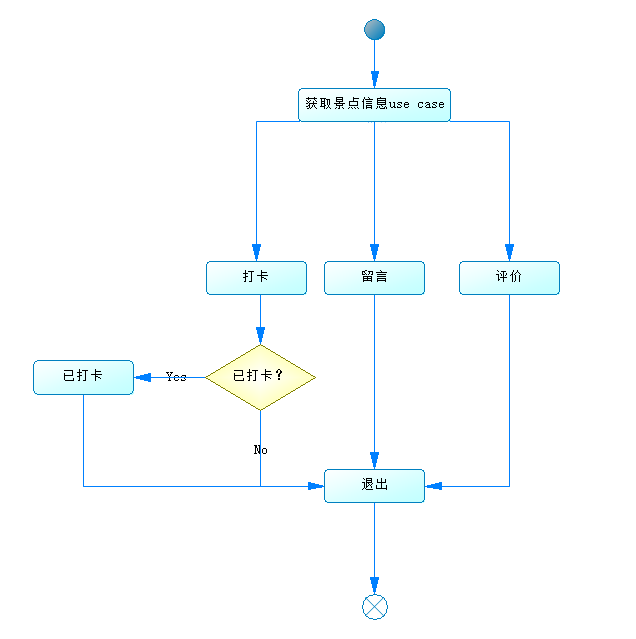 获取景点信息use case
打卡
留言
评价
已打卡
Yes
已打卡？
No
退出